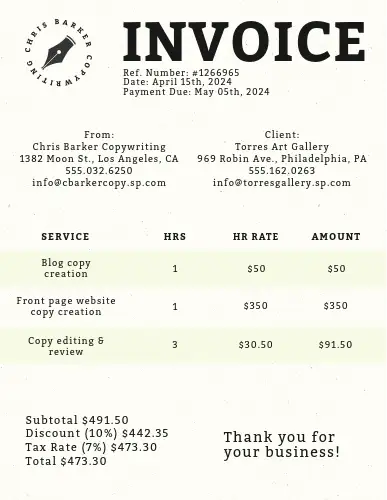 CHRIS BARKER COPYWRITING
INVOICE
Ref. Number: #1266965
Date: April 15th, 2024
Payment Due: May 05th, 2024
From:
Chris Barker Copywriting
1382 Moon St., Los Angeles, CA
555.032.6250
info@cbarkercopy.sp.com
Client:
Torres Art Gallery
969 Robin Ave., Philadelphia, PA
555.162.0263
info@torresgallery.sp.com
SERVICE HRS HR RATE AMOUNT
Blog copy
creation
1 $50 $50
Front page website
copy creation
1 $350 $350
Copy editing &
review
3 $30.50 $91.50
Subtotal $491.50
Discount (10%) $442.35
Tax Rate (7%) $473.30
Total $473.30
Thank you for
your business!